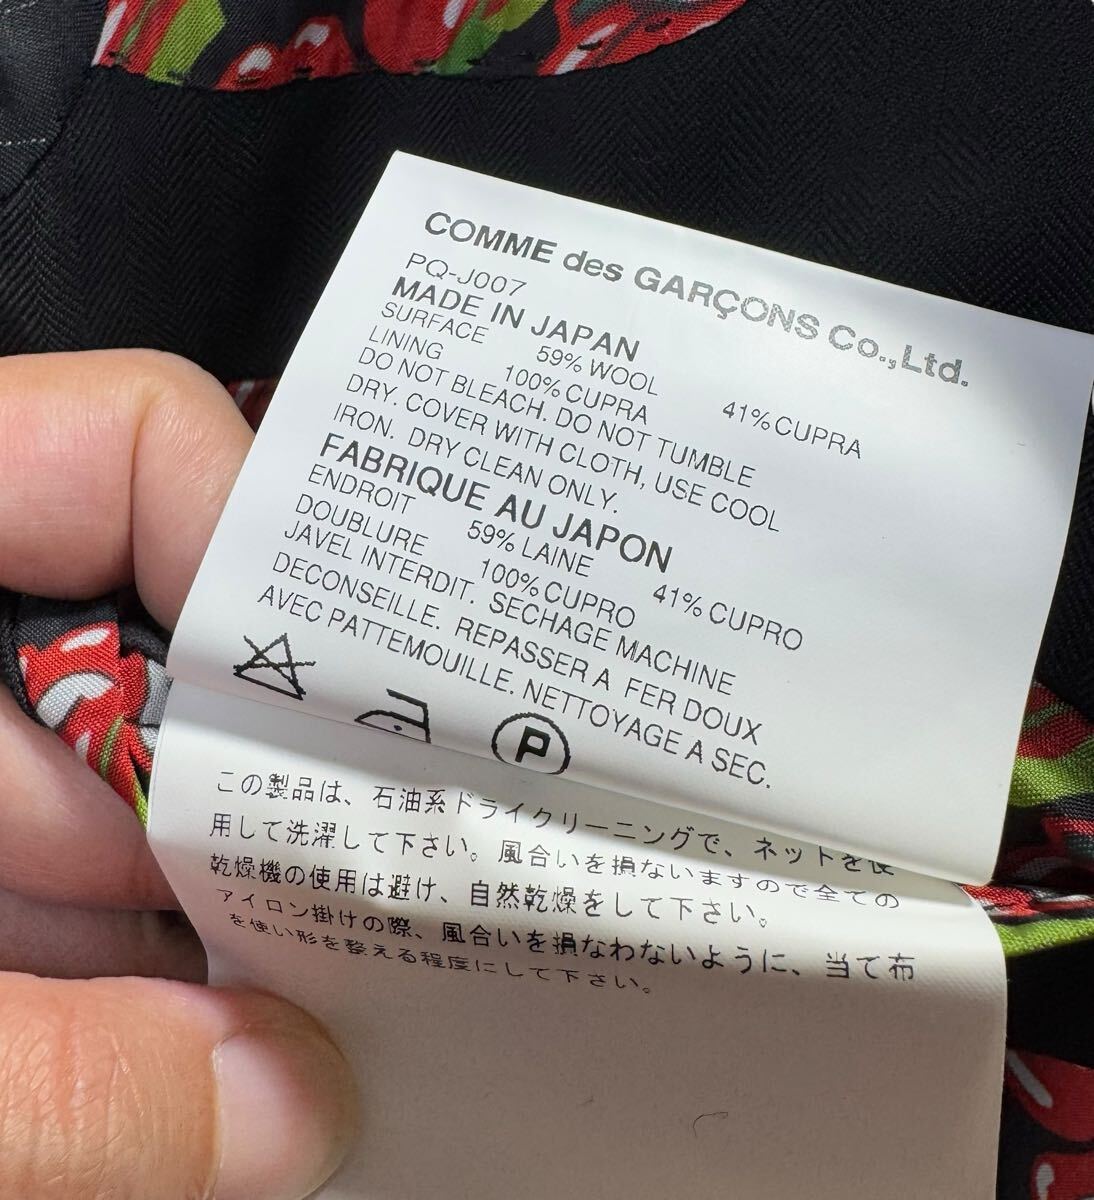 COMME des GARÇONS Co.,Ltd.
PQ-J007
MADE IN JAPAN
SURFACE 59% WOOL 41% CUPRA
LINING 100% CUPRA
DO NOT BLEACH. DO NOT TUMBLE
DRY. COVER WITH CLOTH, USE COOL
IRON. DRY CLEAN ONLY.
FABRIQUE AU JAPON
ENDROIT 59% LAINE 41% CUPRO
DOUBLURE 100% CUPRO
JAVEL INTERDIT. SECHAGE MACHINE
DECONSEILLE. REPASSER A FER DOUX
AVEC PATTEMOUILLE. NETTOYAGE A SEC.
P
この製品は、石油系ドライクリーニングで、ネットを使
用して洗濯して下さい。風合いを損ないますので全ての
乾燥機の使用は避け、自然乾燥をして下さい。
アイロン掛けの際、風合いを損なわないように、当て布
を使い形を整える程度にして下さい。